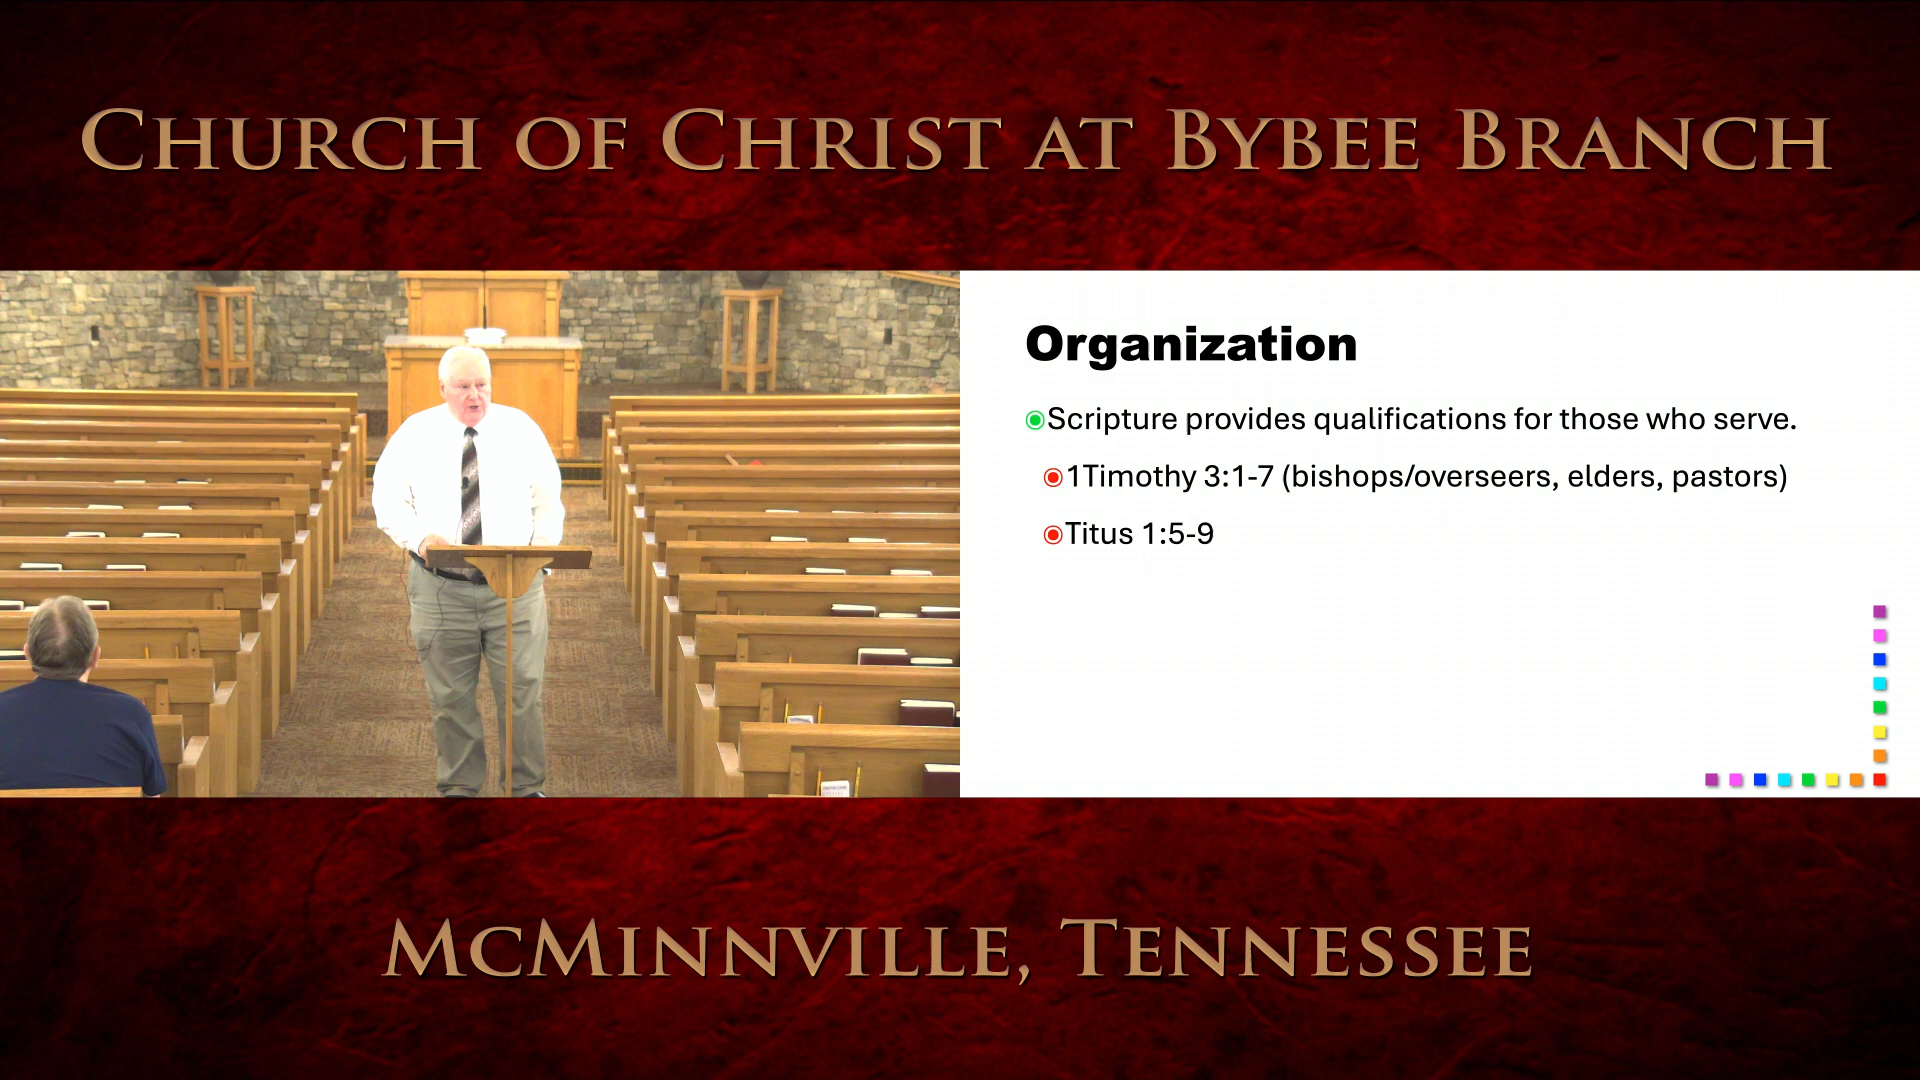 Church of Christ at Bybee Branch
Organization
Scripture provides qualifications for those who serve.
1Timothy 3:1-7 (bishops/overseers, elders, pastors)
Titus 1:5-9
McMinnville, Tennessee